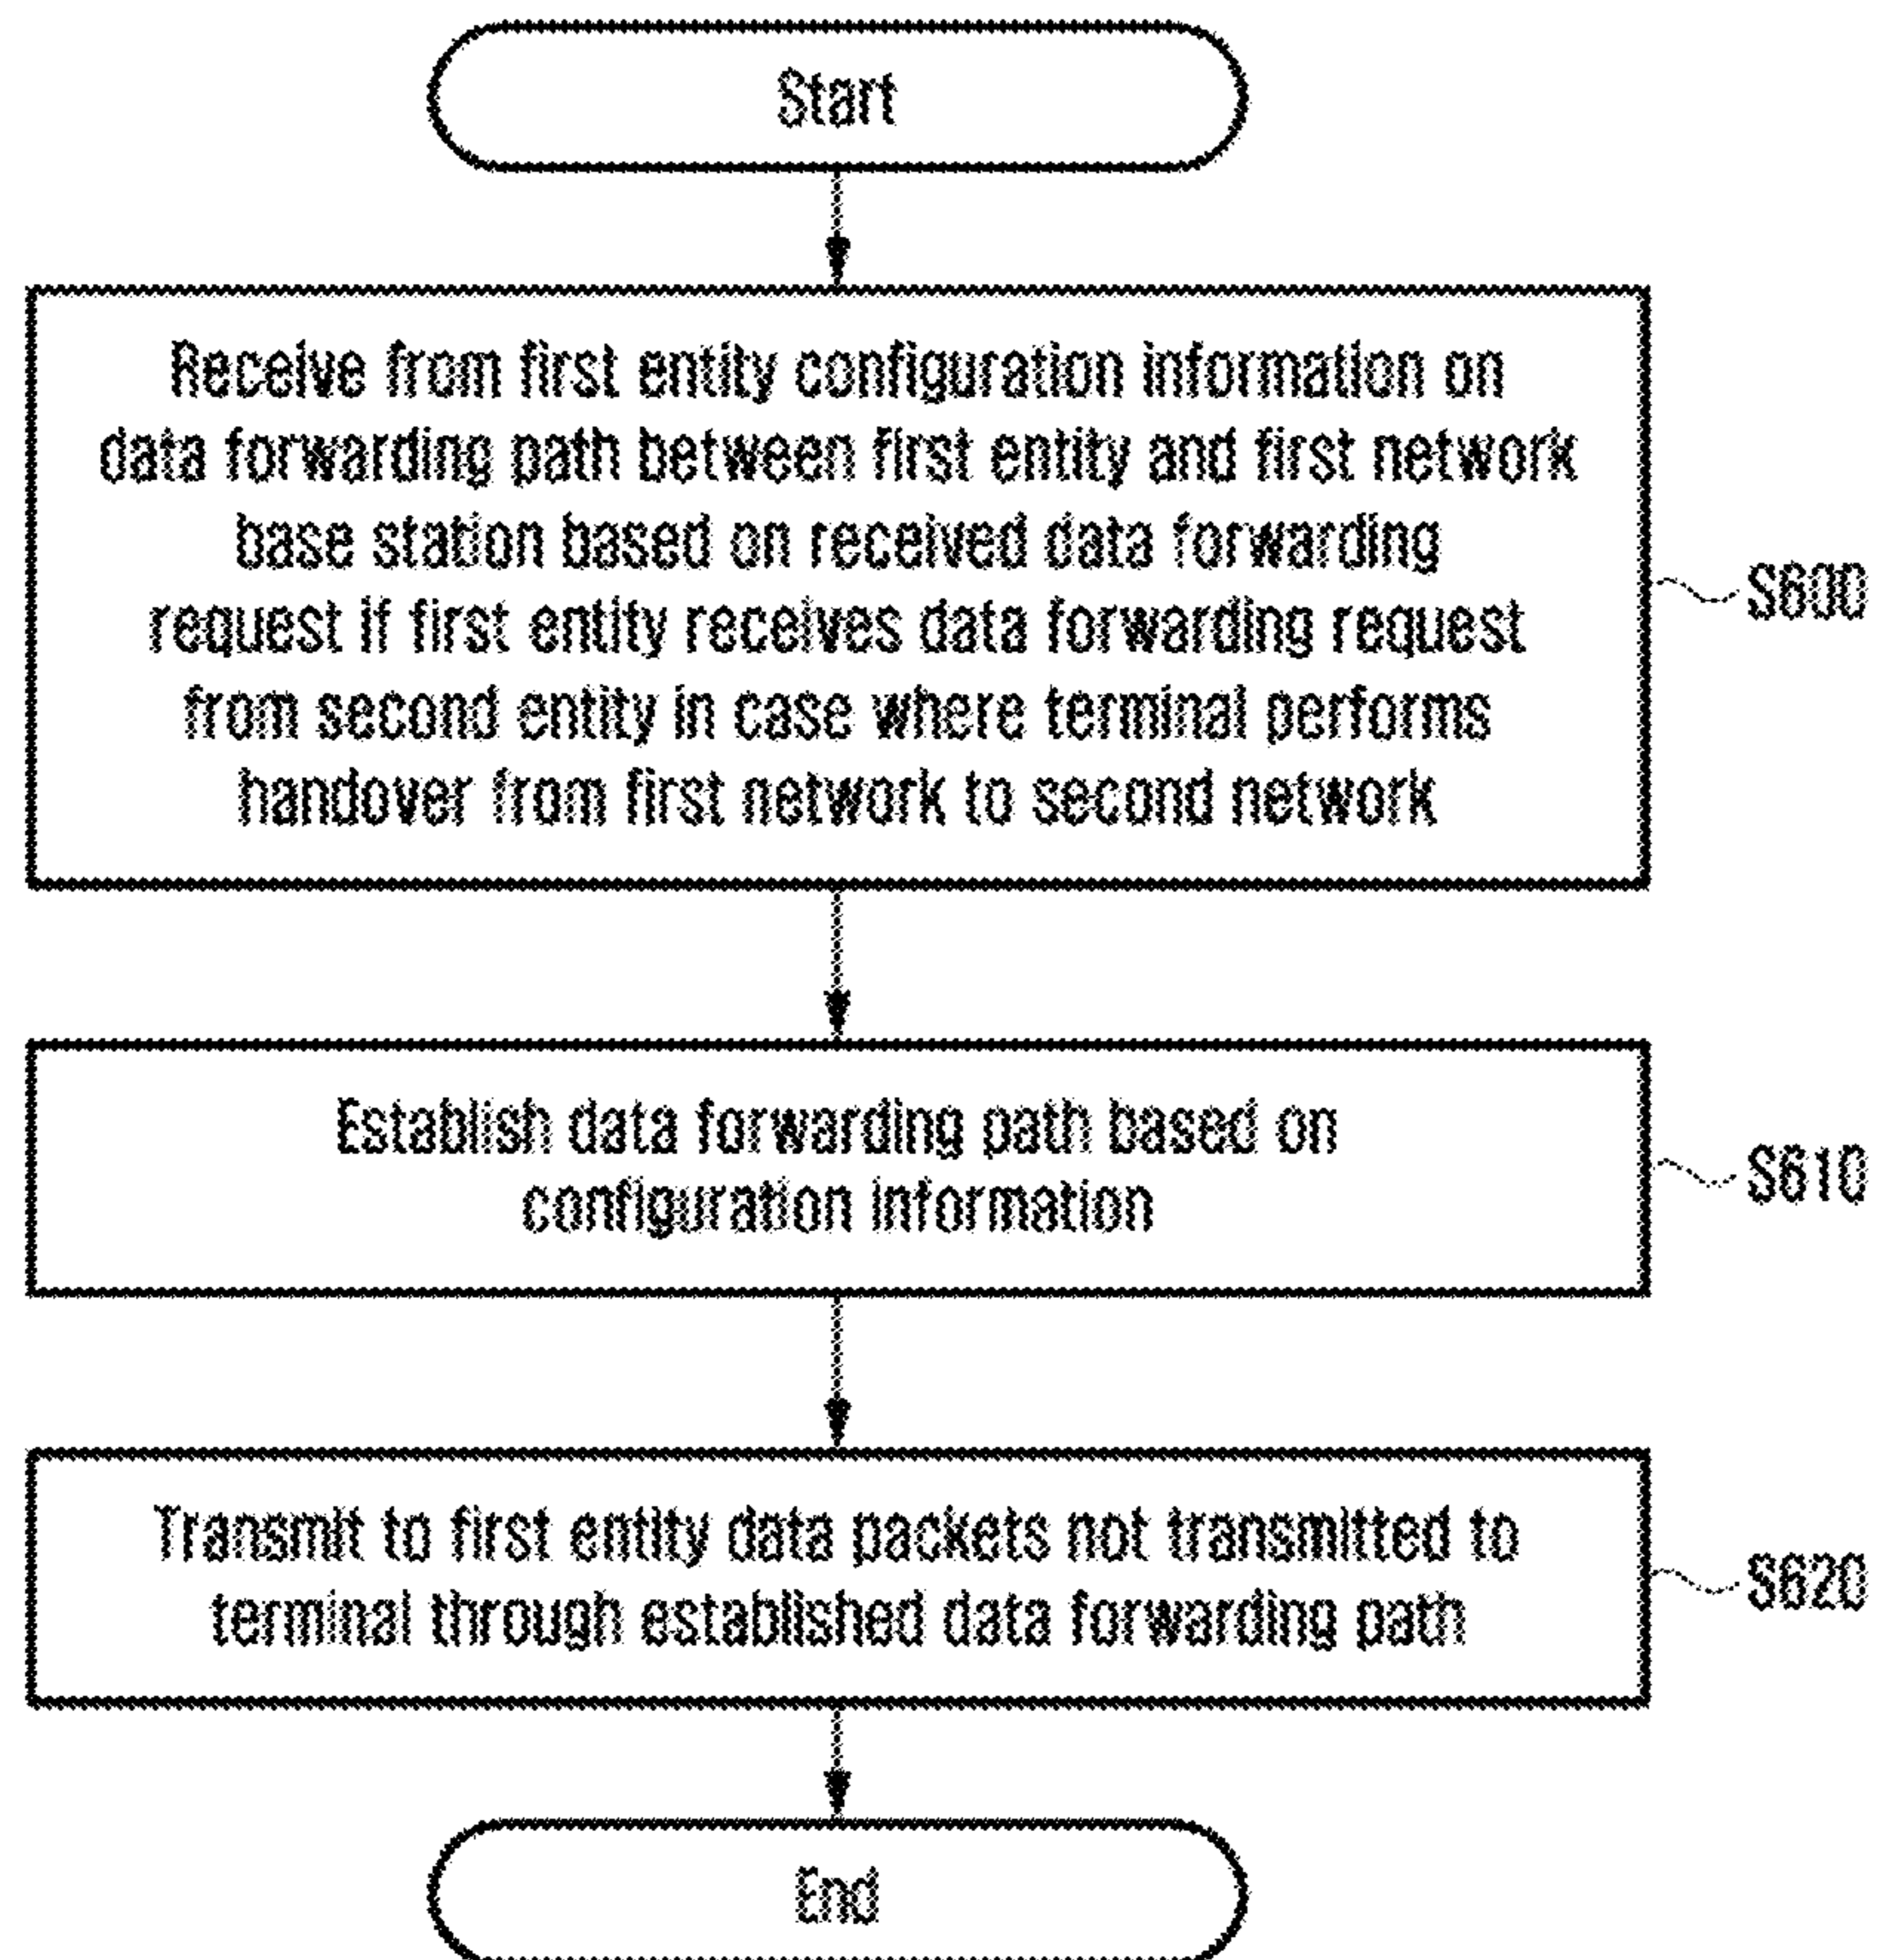 Start
Receive from first entity configuration information on
data forwarding path between first entity and first network
base station based on received data forwarding
request if first entity receives data forwarding request
from second entity in case where terminal performs
handover from first network to second network
S600
Establish data forwarding path based on
configuration information
S610
Transmit to first entity data packets not transmitted to
terminal through established data forwarding path
S620
End